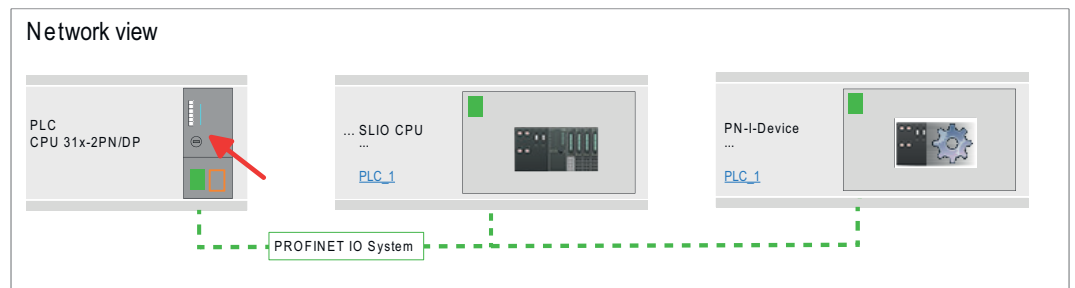 Network view
PLC
CPU 31x-2PN/DP
... SLIO CPU
...
PLC_1
PN-I-Device
...
PLC_1
PROFINET IO System